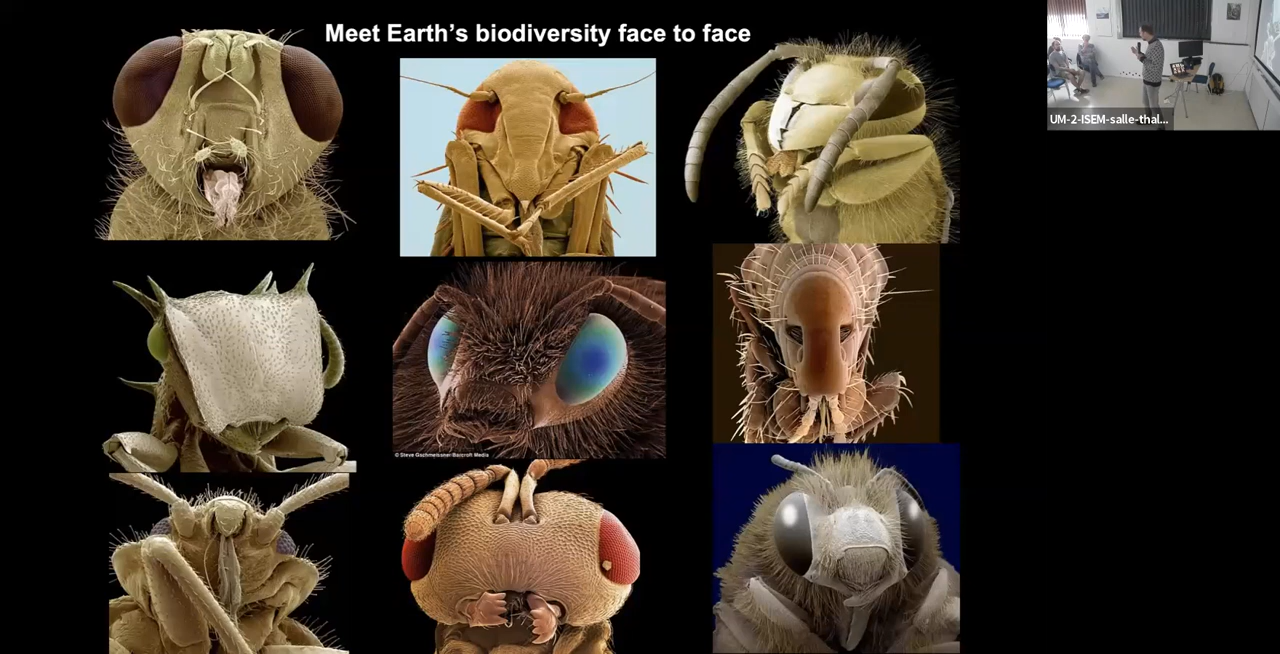 Meet Earth's biodiversity face to face
UM-2-ISEM-salle-thal...
© Steve Gschmeissner/Barcroft Media